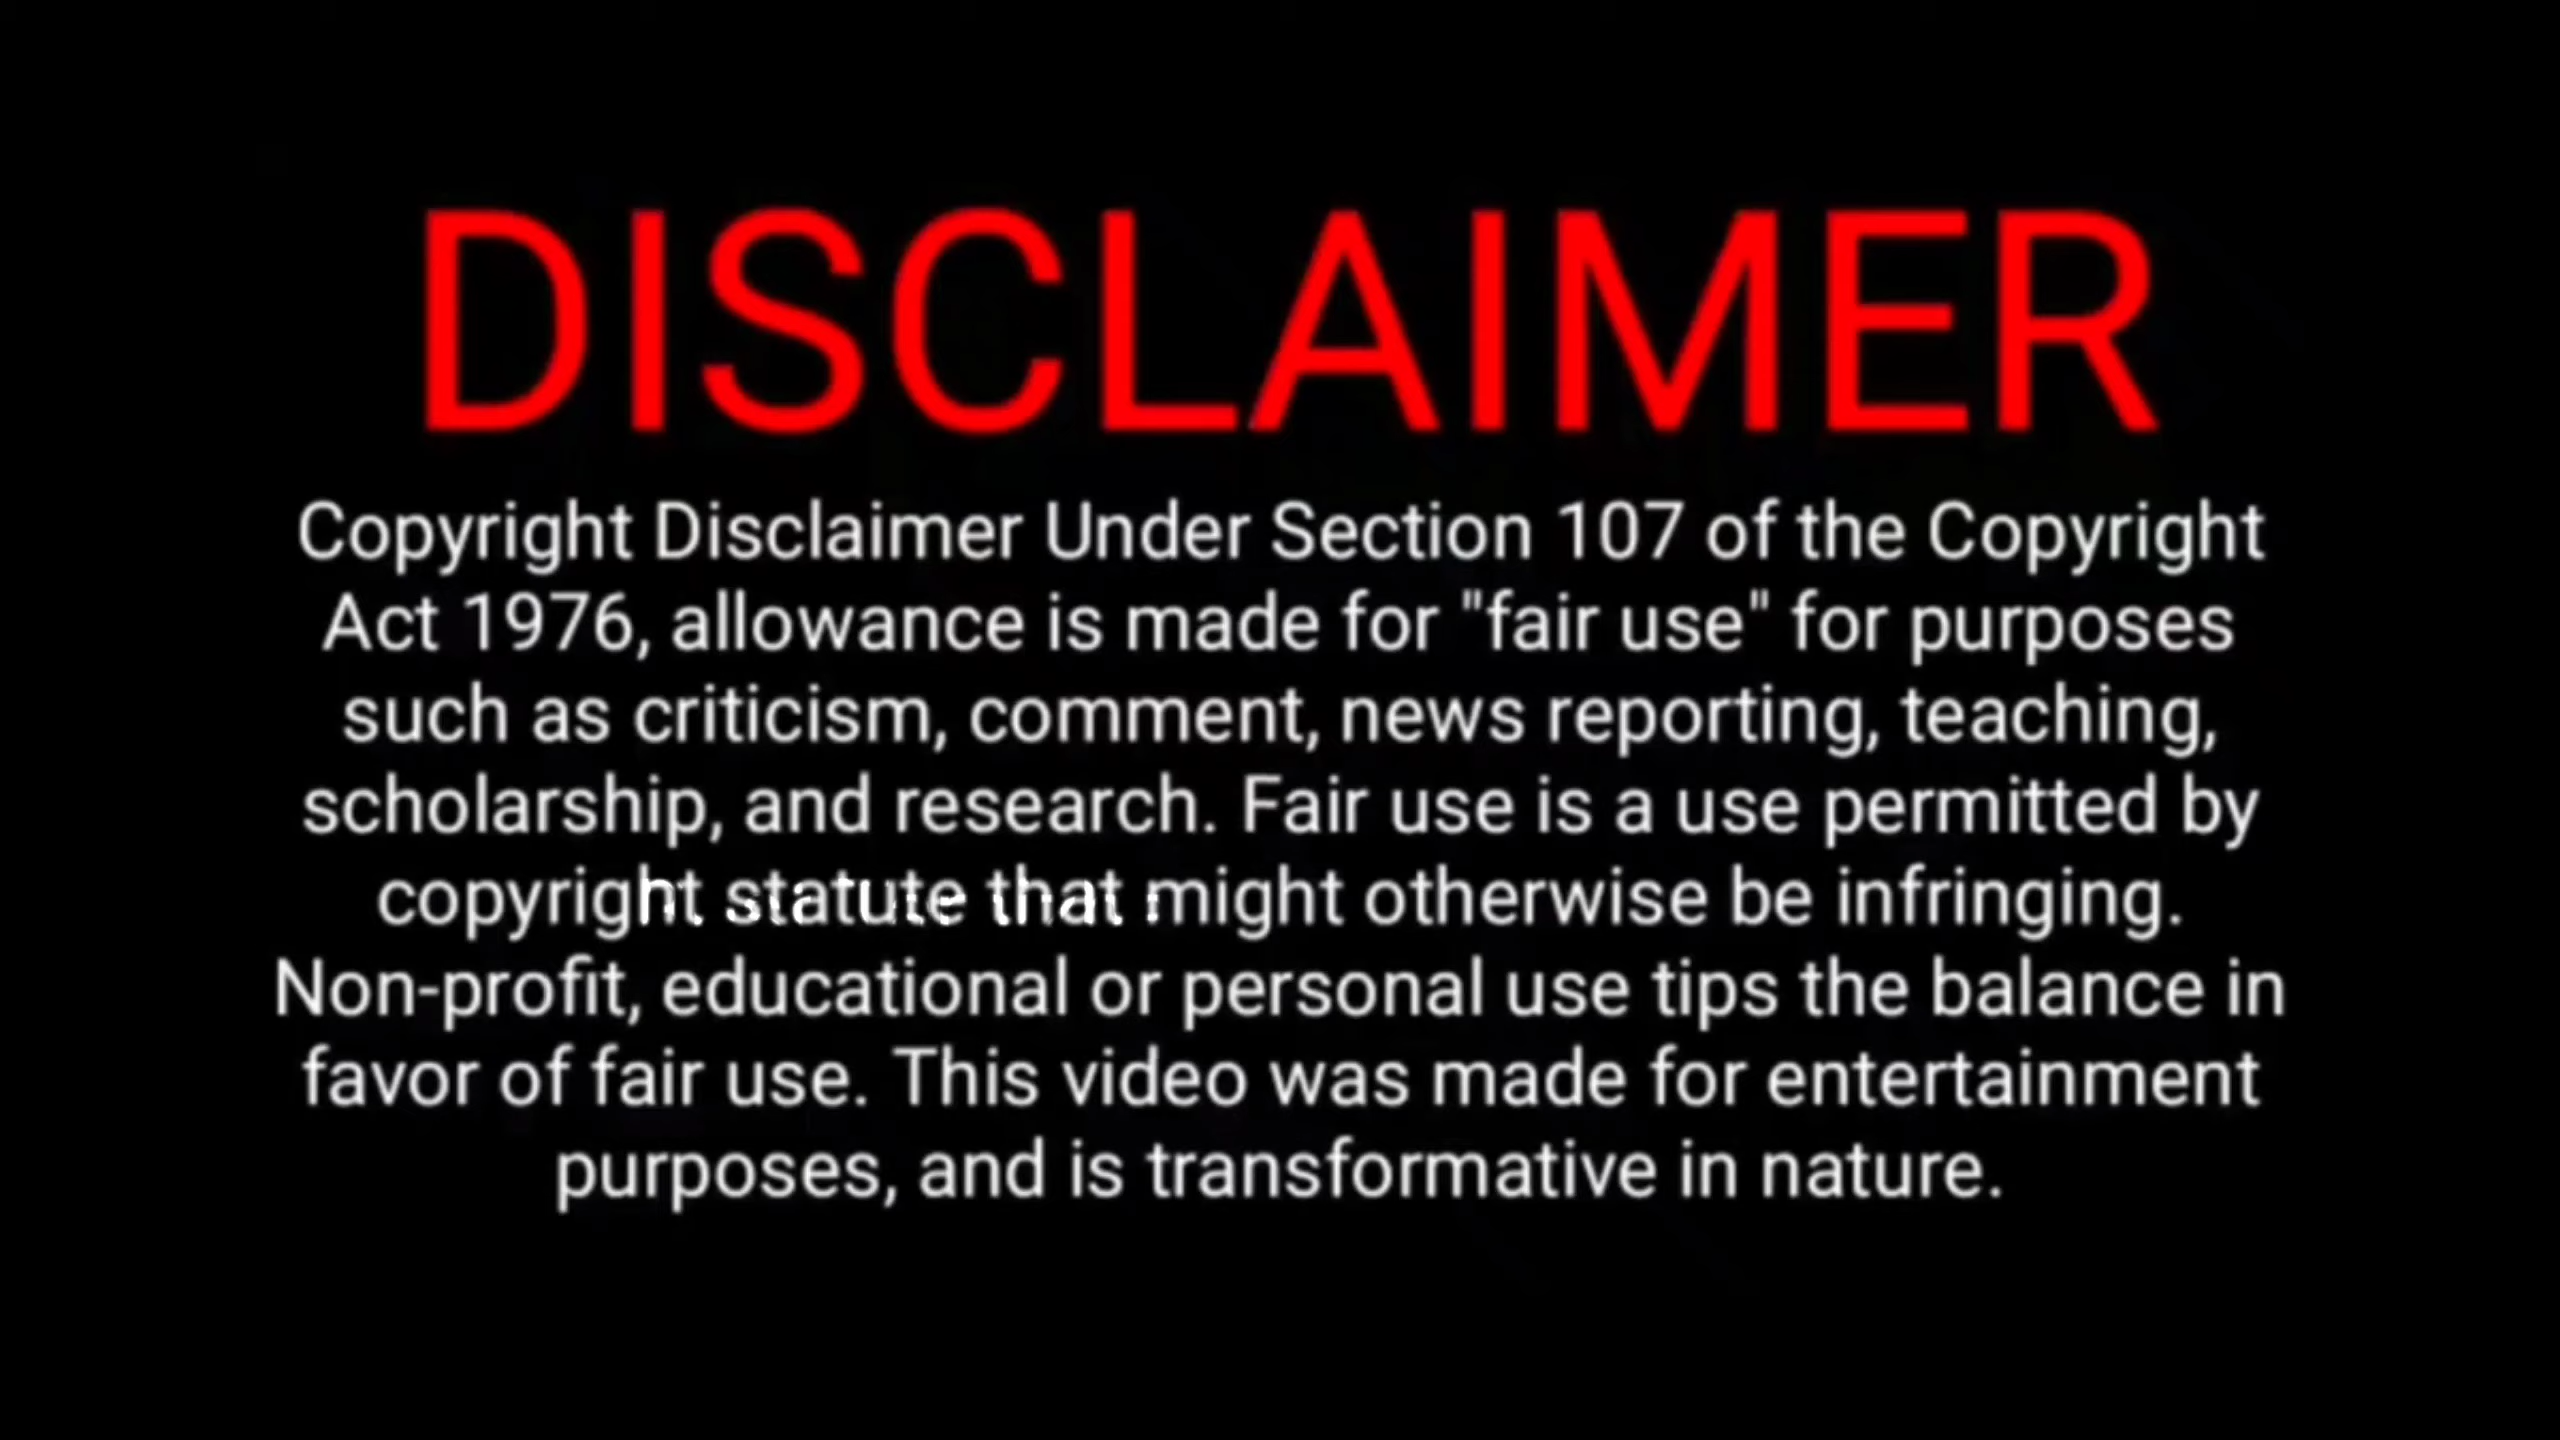 DISCLAIMER
Copyright Disclaimer Under Section 107 of the Copyright
Act 1976, allowance is made for "fair use" for purposes
such as criticism, comment, news reporting, teaching,
scholarship, and research. Fair use is a use permitted by
copyright statute that might otherwise be infringing.
Non-profit, educational or personal use tips the balance in
favor of fair use. This video was made for entertainment
purposes, and is transformative in nature.